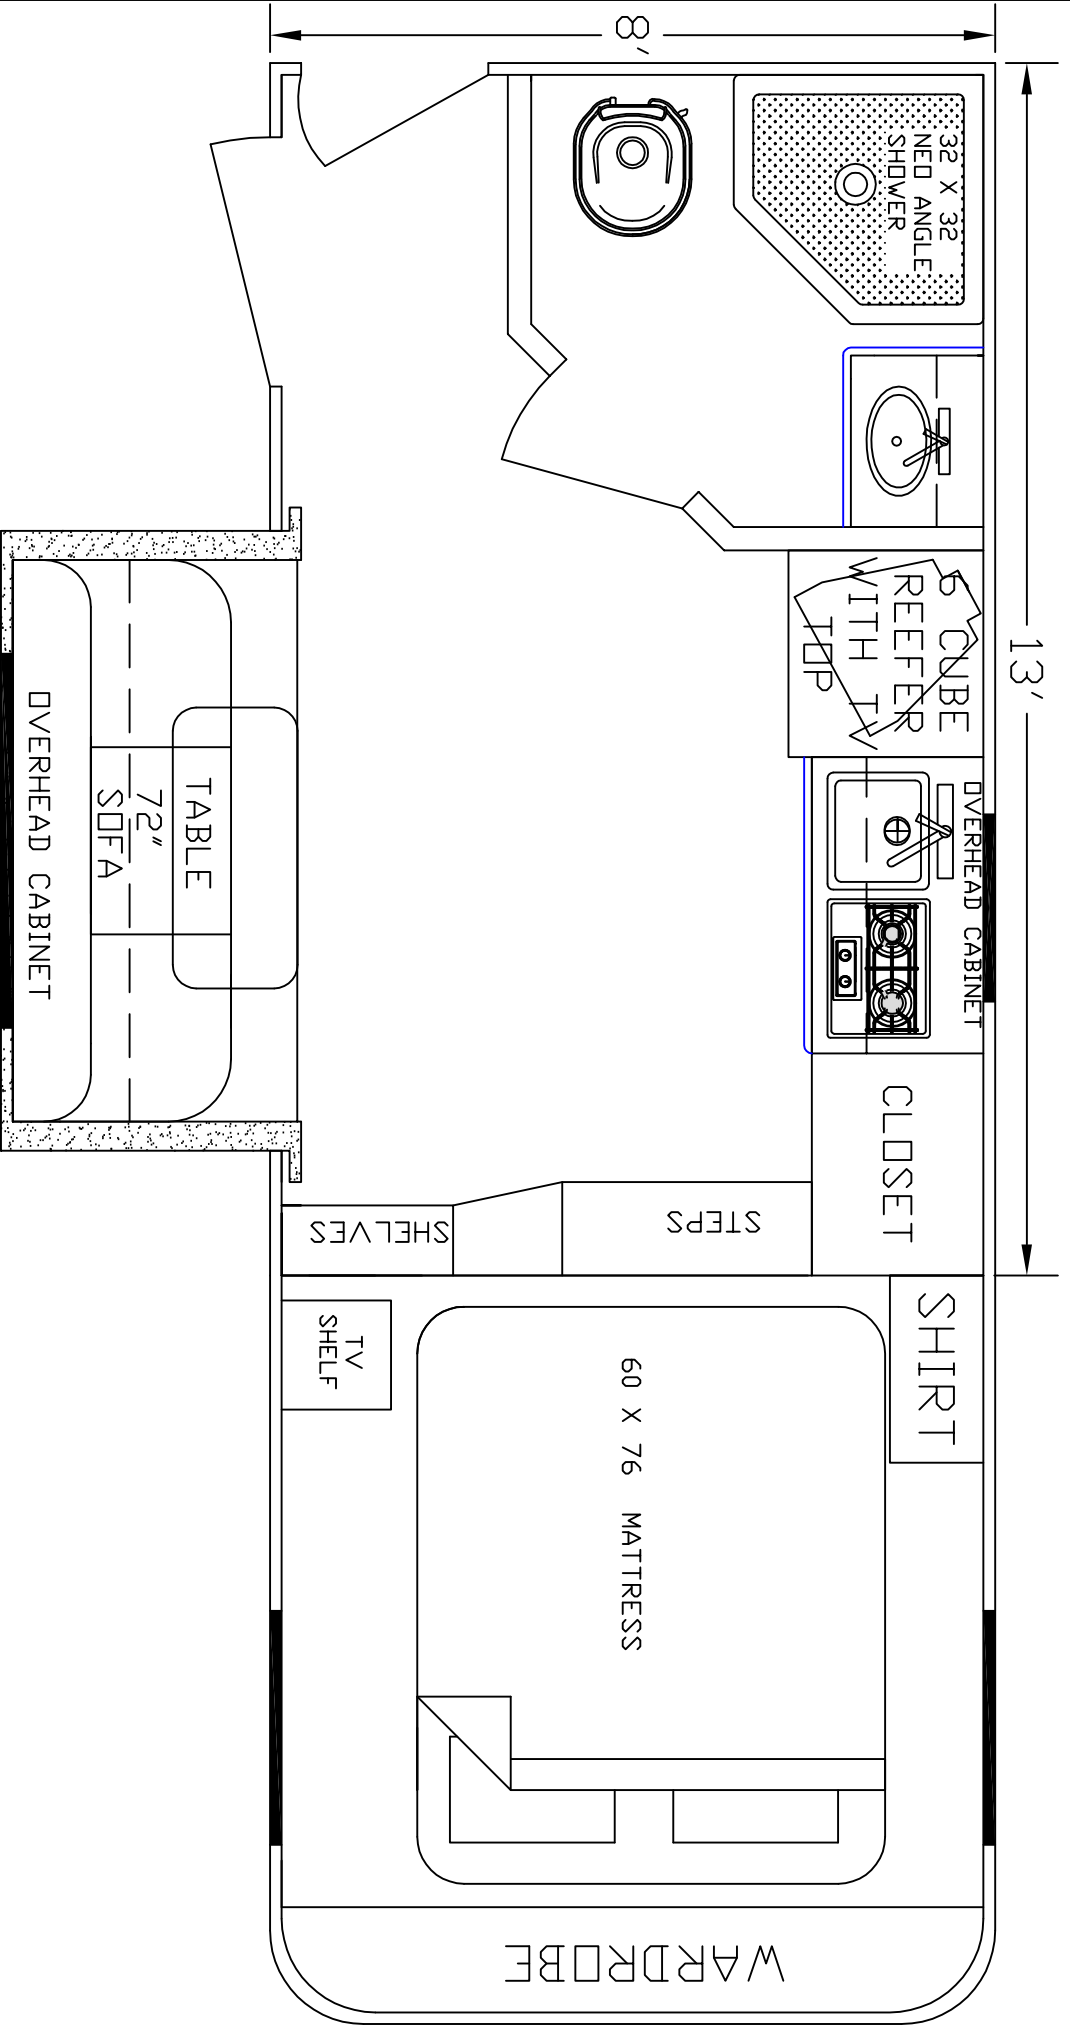 8'
13'
32 X 32
NEO ANGLE
SHOWER
6 CUBE
REEFER
WITH TV
TOP
OVERHEAD CABINET
CLOSET
OVERHEAD CABINET
72"
SOFA
TABLE
SHELVES
STEPS
TV
SHELF
SHIRT
60 X 76 MATTRESS
WARDROBE